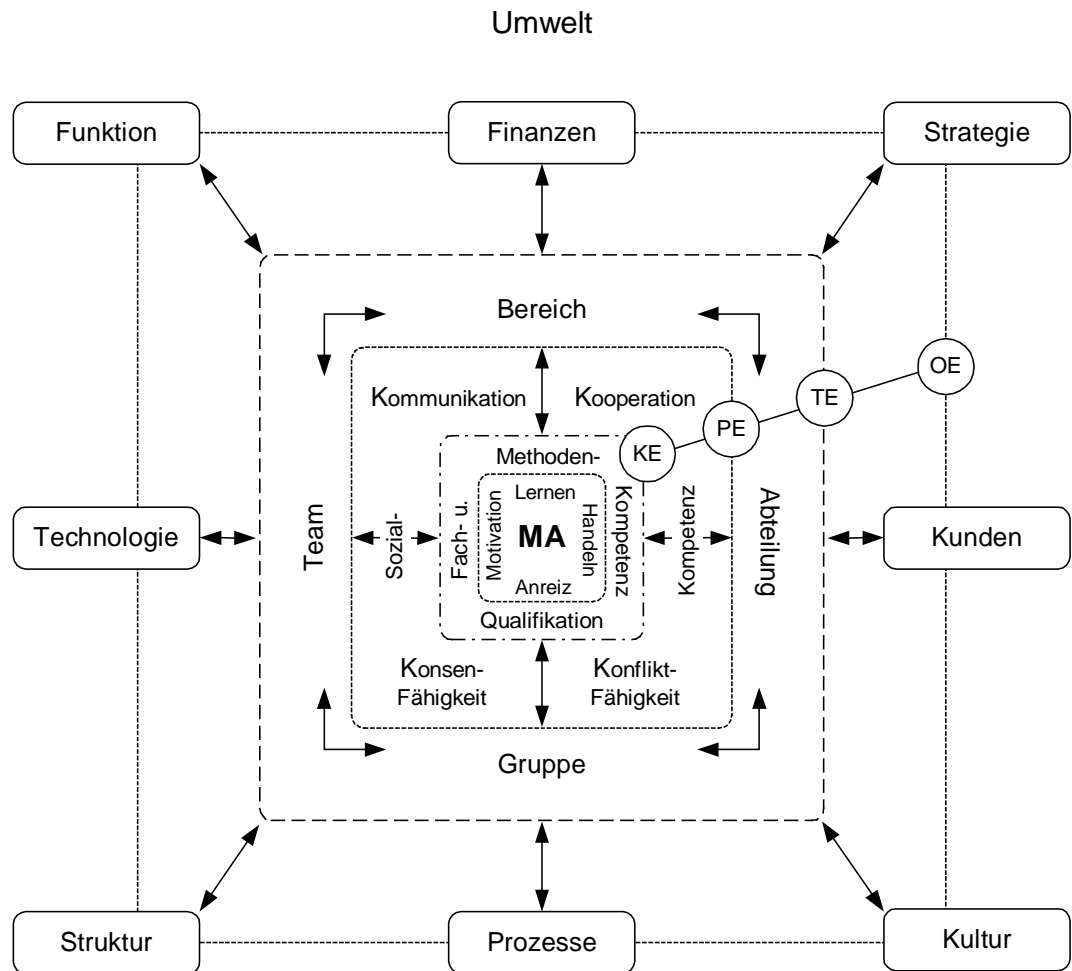 Umwelt
Funktion
Finanzen
Strategie
Bereich
OE
TE
PE
KE
Kommunikation
Kooperation
Methoden-
Lernen
Technologie
Team
Sozial-
Fach- u.
Motivation
MA
Handeln
Kompetenz
Kompetenz
Abteilung
Kunden
Anreiz
Qualifikation
Konsen-
Fähigkeit
Konflikt-
Fähigkeit
Gruppe
Struktur
Prozesse
Kultur